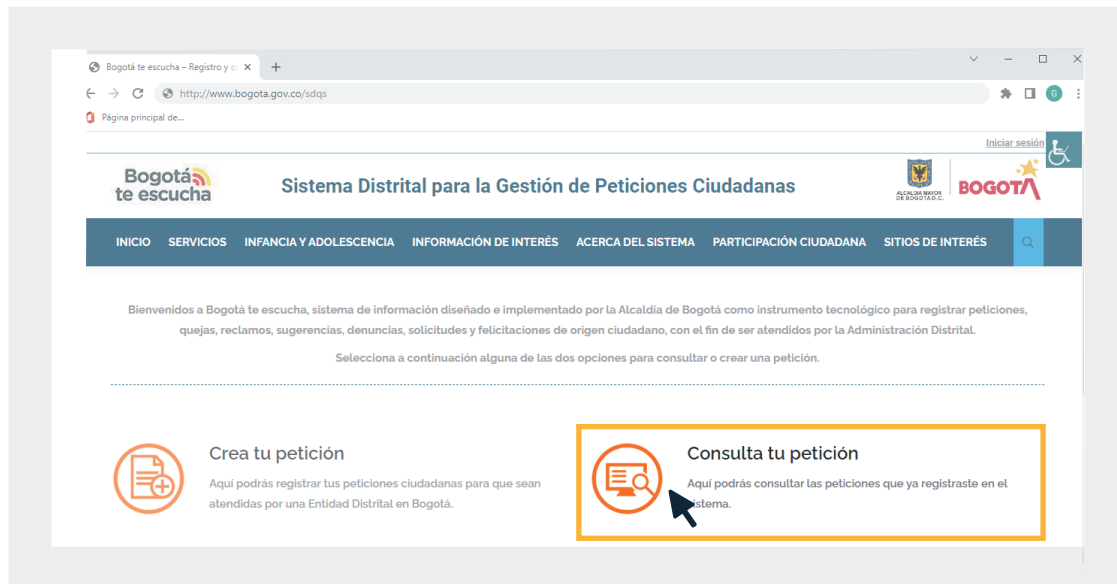 Bogotá te escucha – Registro y c
http://www.bogota.gov.co/sdqs
G
Página principal de...
Iniciar sesión
Bogotá
te escucha
Sistema Distrital para la Gestión de Peticiones Ciudadanas
ALCALDÍA MAYOR
DE BOGOTÁ D.C.
BOGOTÁ
INICIO SERVICIOS INFANCIA Y ADOLESCENCIA INFORMACIÓN DE INTERÉS ACERCA DEL SISTEMA PARTICIPACIÓN CIUDADANA SITIOS DE INTERÉS
Bienvenidos a Bogotá te escucha, sistema de información diseñado e implementado por la Alcaldía de Bogotá como instrumento tecnológico para registrar peticiones,
quejas, reclamos, sugerencias, denuncias, solicitudes y felicitaciones de origen ciudadano, con el fin de ser atendidos por la Administración Distrital.
Selecciona a continuación alguna de las dos opciones para consultar o crear una petición.
Crea tu petición
Aquí podrás registrar tus peticiones ciudadanas para que sean
atendidas por una Entidad Distrital en Bogotá.
Consulta tu petición
Aquí podrás consultar las peticiones que ya registraste en el
sistema.